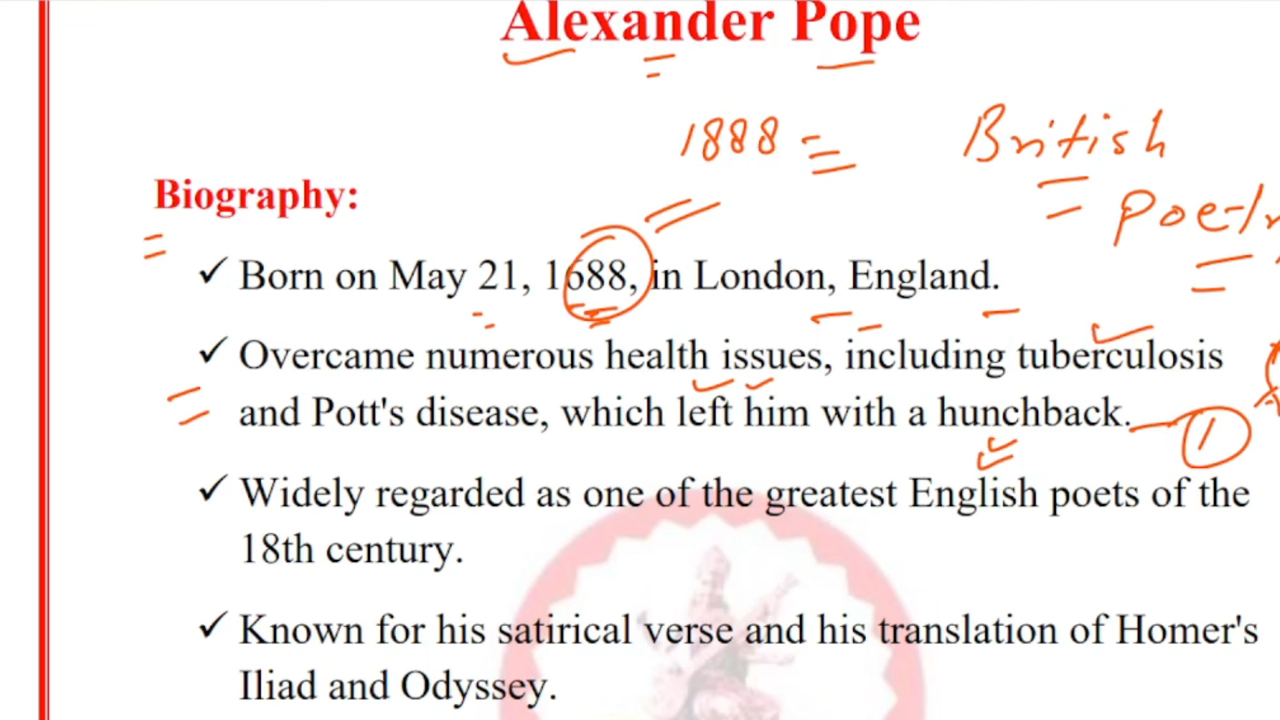 Alexander Pope
1888 = British
Biography:
✓ Born on May 21, 1688, in London, England.
✓ Overcame numerous health issues, including tuberculosis
and Pott's disease, which left him with a hunchback.
1
✓ Widely regarded as one of the greatest English poets of the
18th century.
✓ Known for his satirical verse and his translation of Homer's
Iliad and Odyssey.